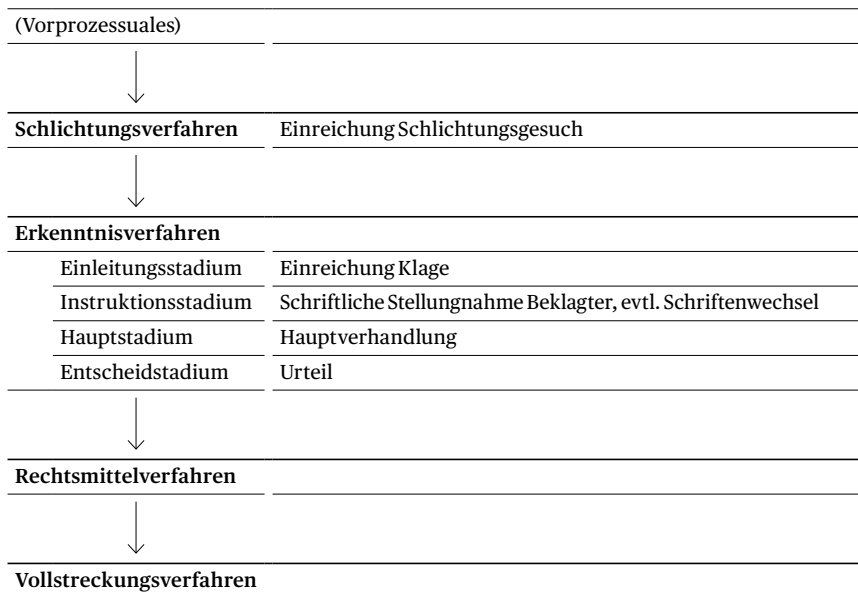 (Vorprozessuales)
Schlichtungsverfahren Einreichung Schlichtungsgesuch
Erkenntnisverfahren
Einleitungsstadium Einreichung Klage
Instruktionsstadium Schriftliche Stellungnahme Beklagter, evtl. Schriftenwechsel
Hauptstadium Hauptverhandlung
Entscheidstadium Urteil
Rechtsmittelverfahren
Vollstreckungsverfahren